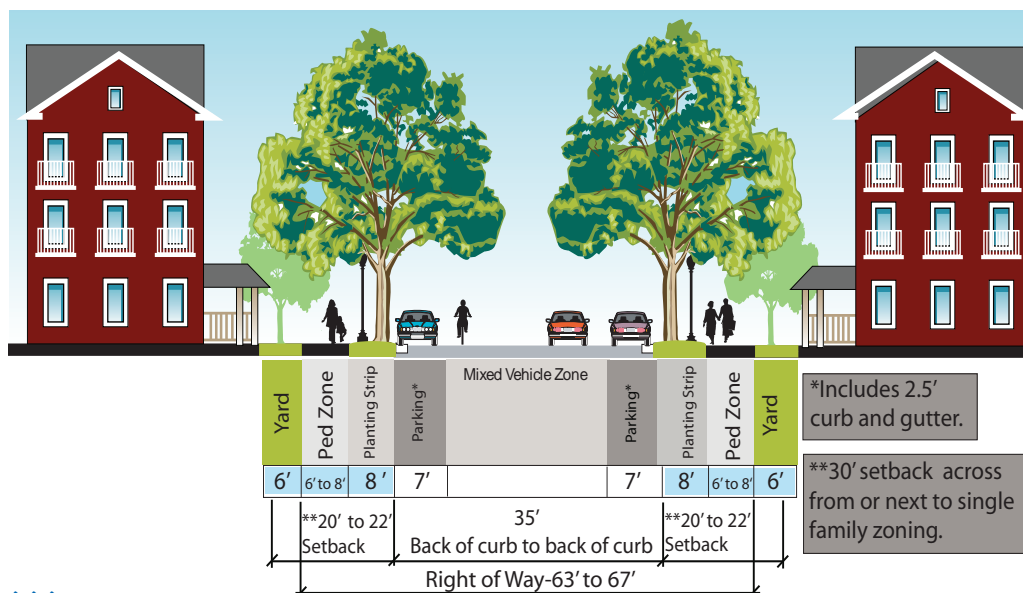 Yard
Ped Zone
Planting Strip
Parking*
Mixed Vehicle Zone
Parking*
Planting Strip
Ped Zone
Yard
6’
6’ to 8’
8 ’
7’
7’
8’
6’ to 8’
6’
**20’ to 22’
Setback
35’
Back of curb to back of curb
**20’ to 22’
Setback
Right of Way-63’ to 67’
*Includes 2.5’
curb and gutter.
**30’ setback across
from or next to single
family zoning.